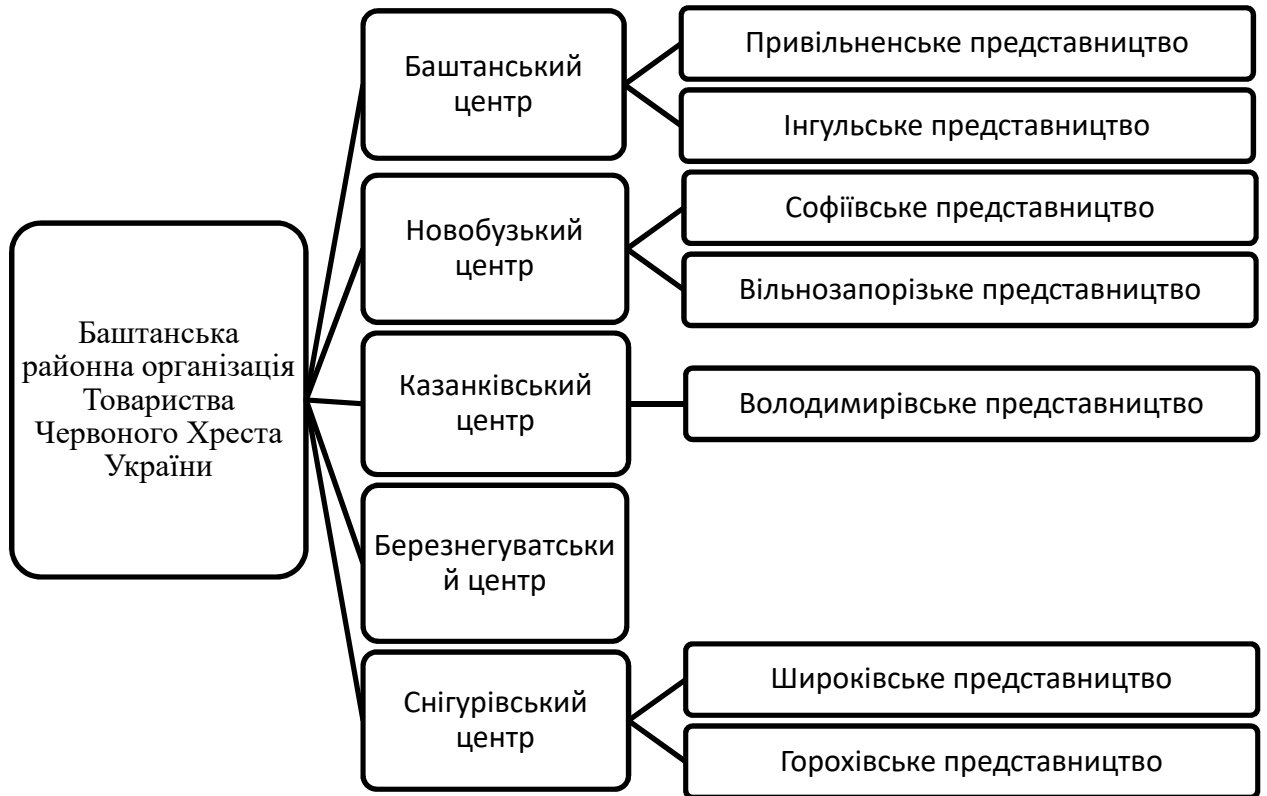 Баштанська
районна організація
Товариства
Червоного Хреста
України
Баштанський
центр
Привільненське представництво
Інгульське представництво
Новобузький
центр
Софіївське представництво
Вільнозапорізьке представництво
Казанківський
центр
Володимирівське представництво
Березнегуватськи
й центр
Снігурівський
центр
Широківське представництво
Горохівське представництво